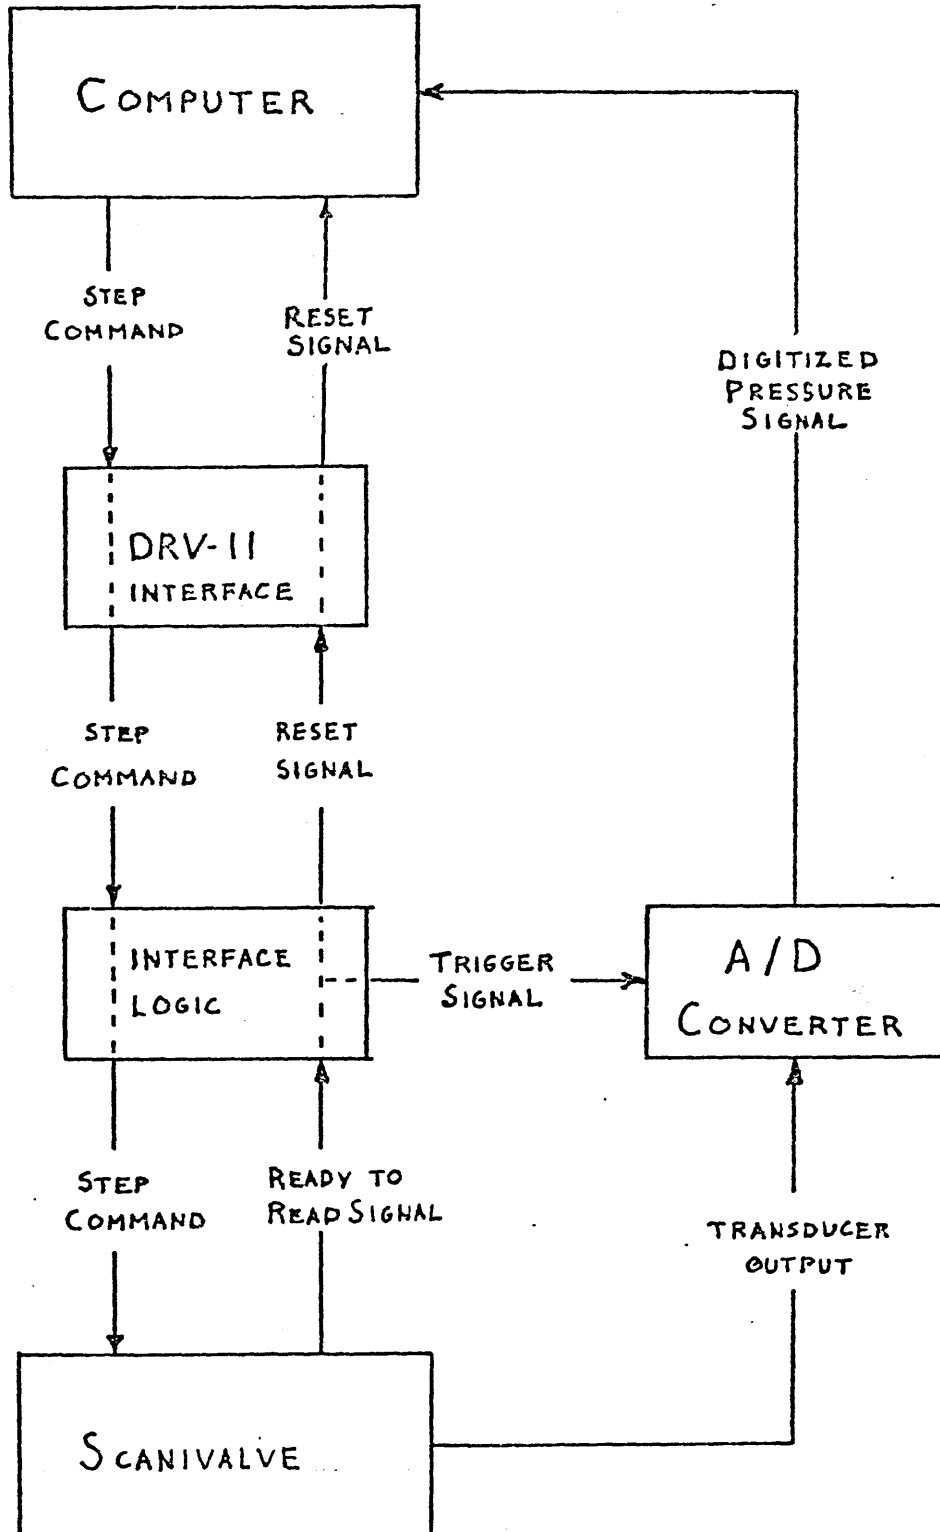 COMPUTER
STEP
COMMAND
RESET
SIGNAL
DIGITIZED
PRESSURE
SIGNAL
DRV-11
INTERFACE
STEP
COMMAND
RESET
SIGNAL
INTERFACE
LOGIC
TRIGGER
SIGNAL
A/D
CONVERTER
STEP
COMMAND
READY TO
READ SIGNAL
TRANSDUCER
OUTPUT
SCANIVALVE